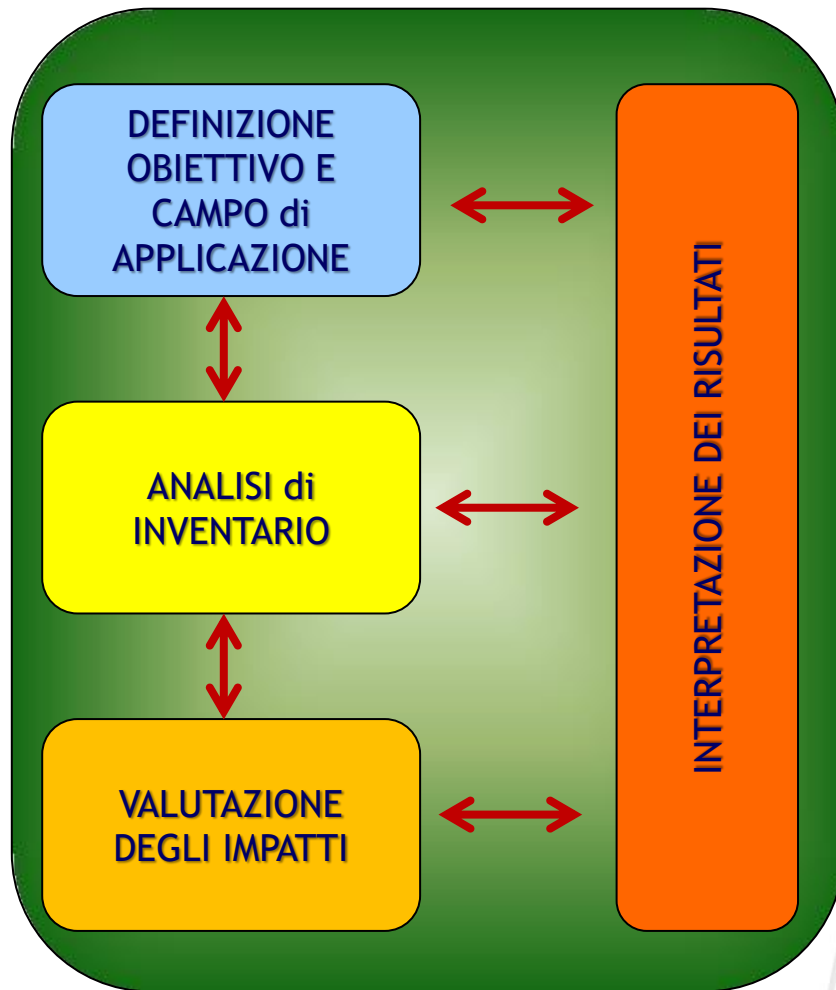 DEFINIZIONE
OBIETTIVO E
CAMPO di
APPLICAZIONE
ANALISI di
INVENTARIO
VALUTAZIONE
DEGLI IMPATTI
INTERPRETAZIONE DEI RISULTATI